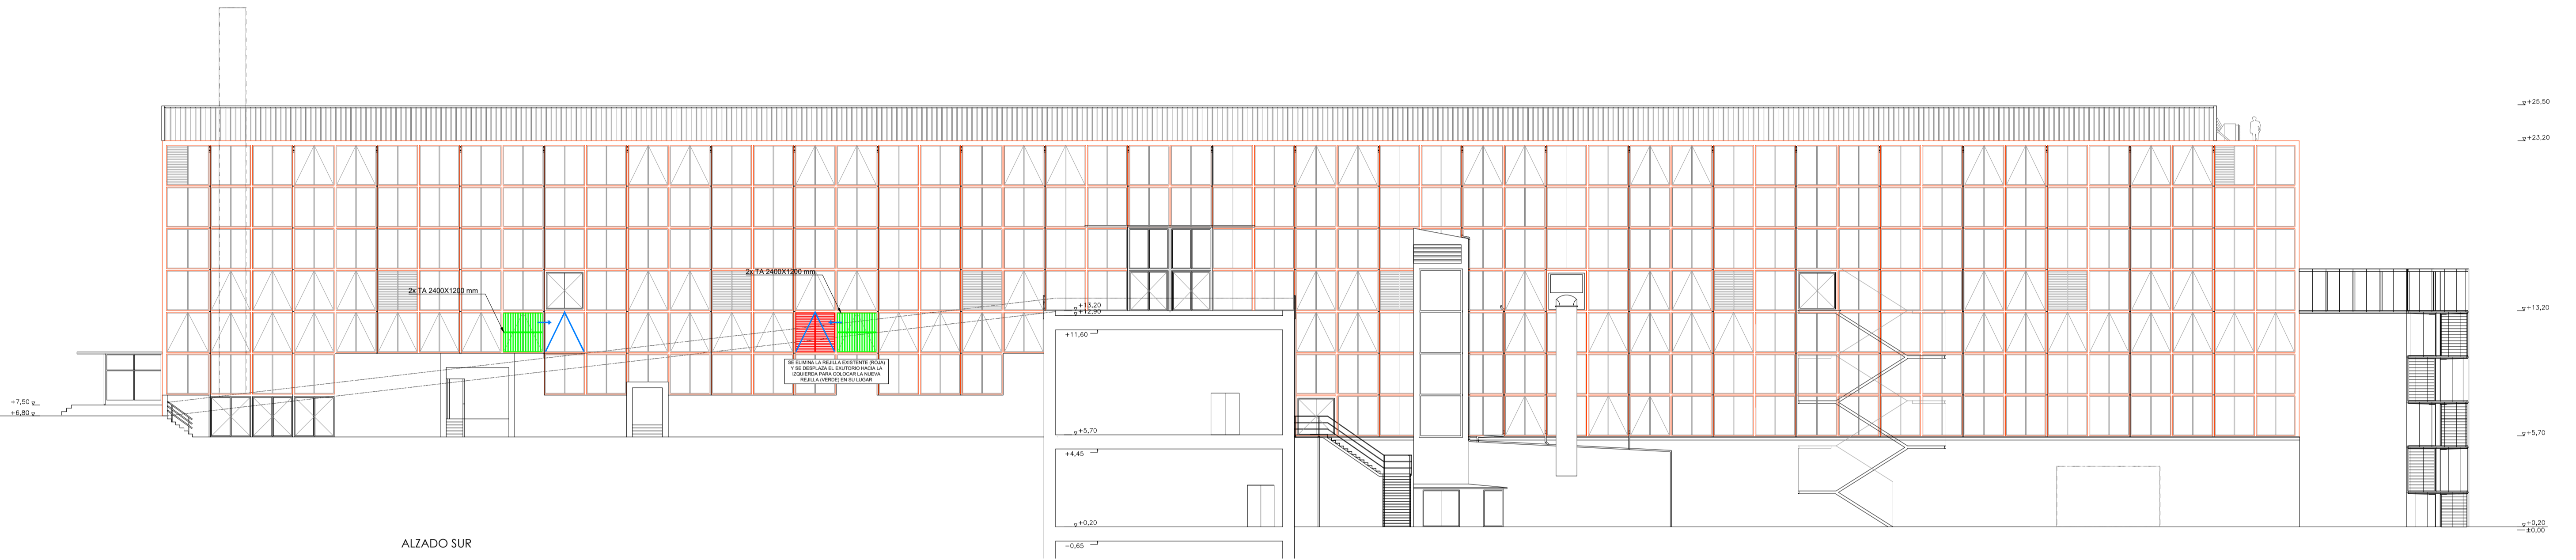 +25,50
+23,20
2x TA 2400X1200 mm
2x TA 2400X1200 mm
+13,20
+12,90
+13,20
+11,60
SE ELIMINA LA REJILLA EXISTENTE (ROJA)
Y SE DESPLAZA EL EXUTORIO HACIA LA
IZQUIERDA PARA COLOCAR LA NUEVA
REJILLA (VERDE) EN SU LUGAR
+7,50
+6,80
+5,70
+5,70
+4,45
+0,20
+0,20
±0,00
ALZADO SUR
-0,65